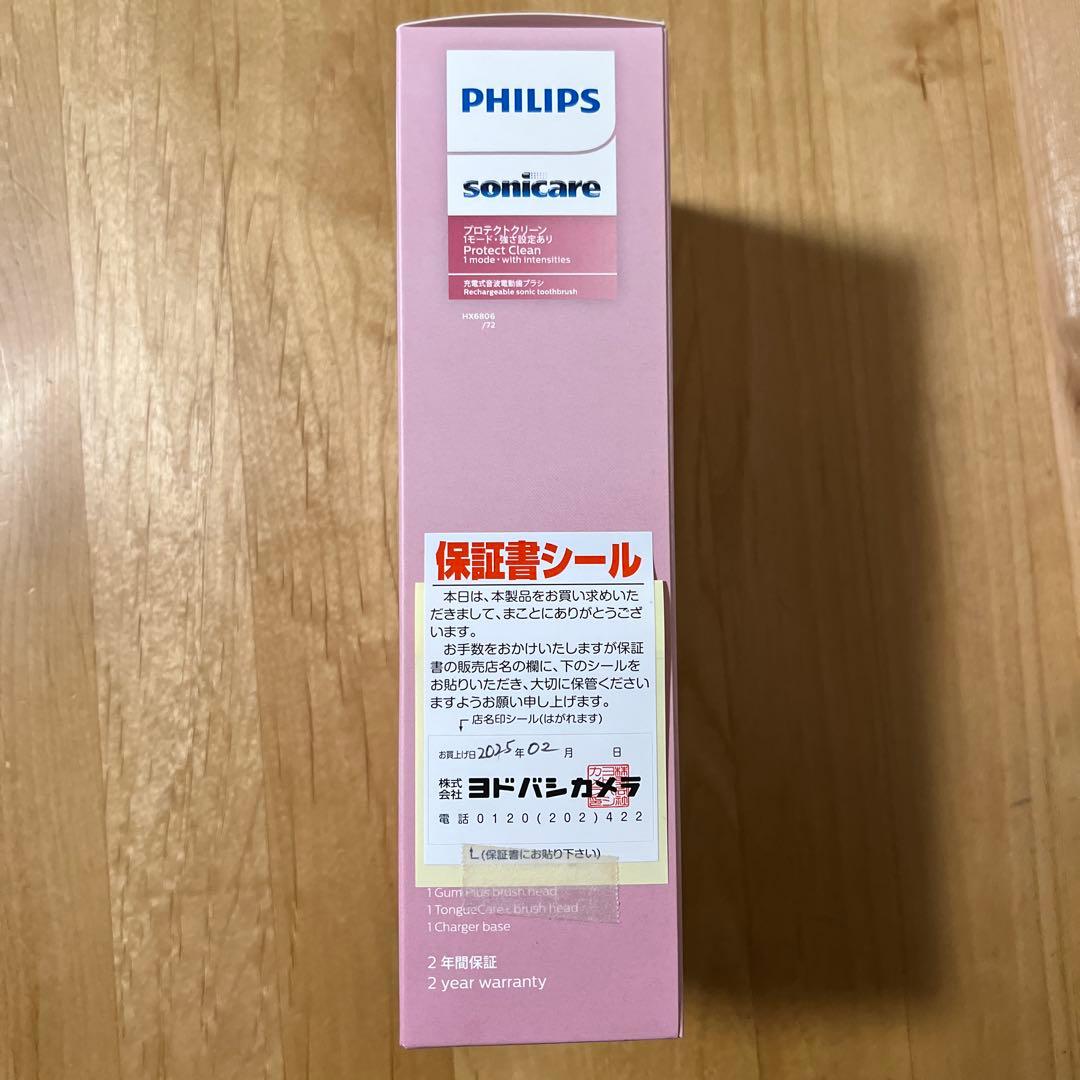 PHILIPS
sonicare
プロテクトクリーン
1モード・強さ設定あり
Protect Clean
1 mode・with intensities
充電式音波電動歯ブラシ
Rechargeable sonic toothbrush
HX6806
/72
保証書シール
本日は、本製品をお買い求めいた
だきまして、まことにありがとうござ
います。
お手数をおかけいたしますが保証
書の販売店名の欄に、下のシールを
お貼りいただき、大切に保管ください
ますようお願い申し上げます。
店名印シール(はがれます)
お買上げ日 2025 年 02 月 日
株式会社 ヨドバシカメラ
電話 0120(202)422
(保証書にお貼り下さい)
1 Gum Plus brush head
1 TongueCare+ brush head
1 Charger base
2 年間保証
2 year warranty